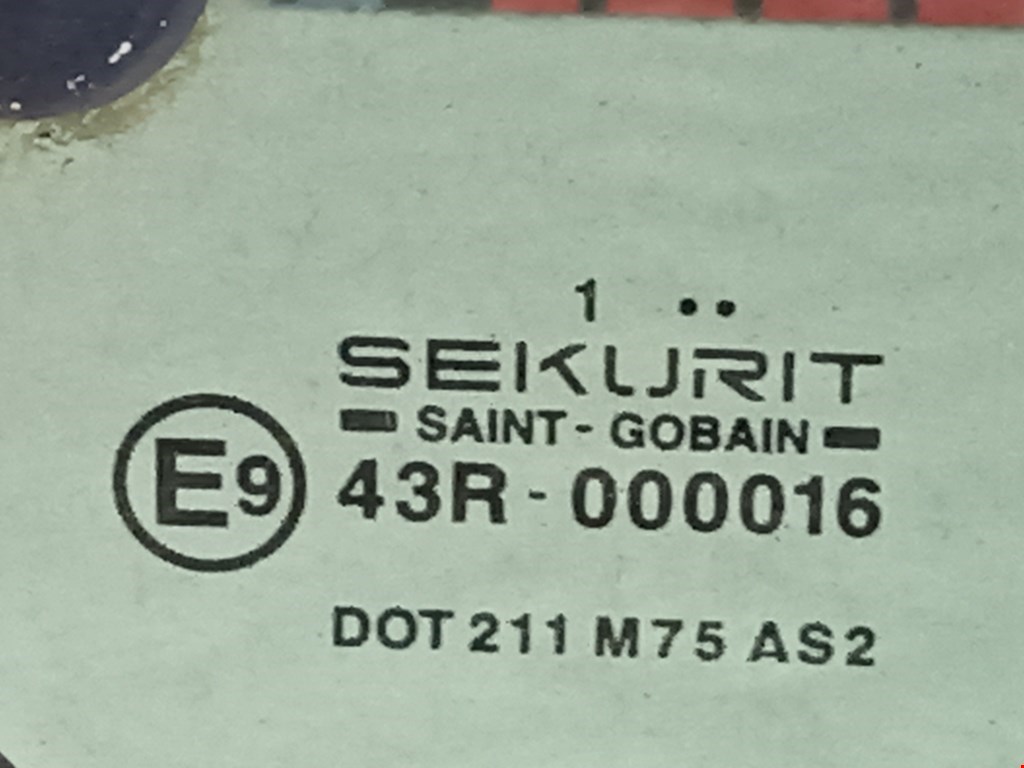 1 ••
SEKURIT
SAINT-GOBAIN
E9 43R-000016
DOT 211 M75 AS2